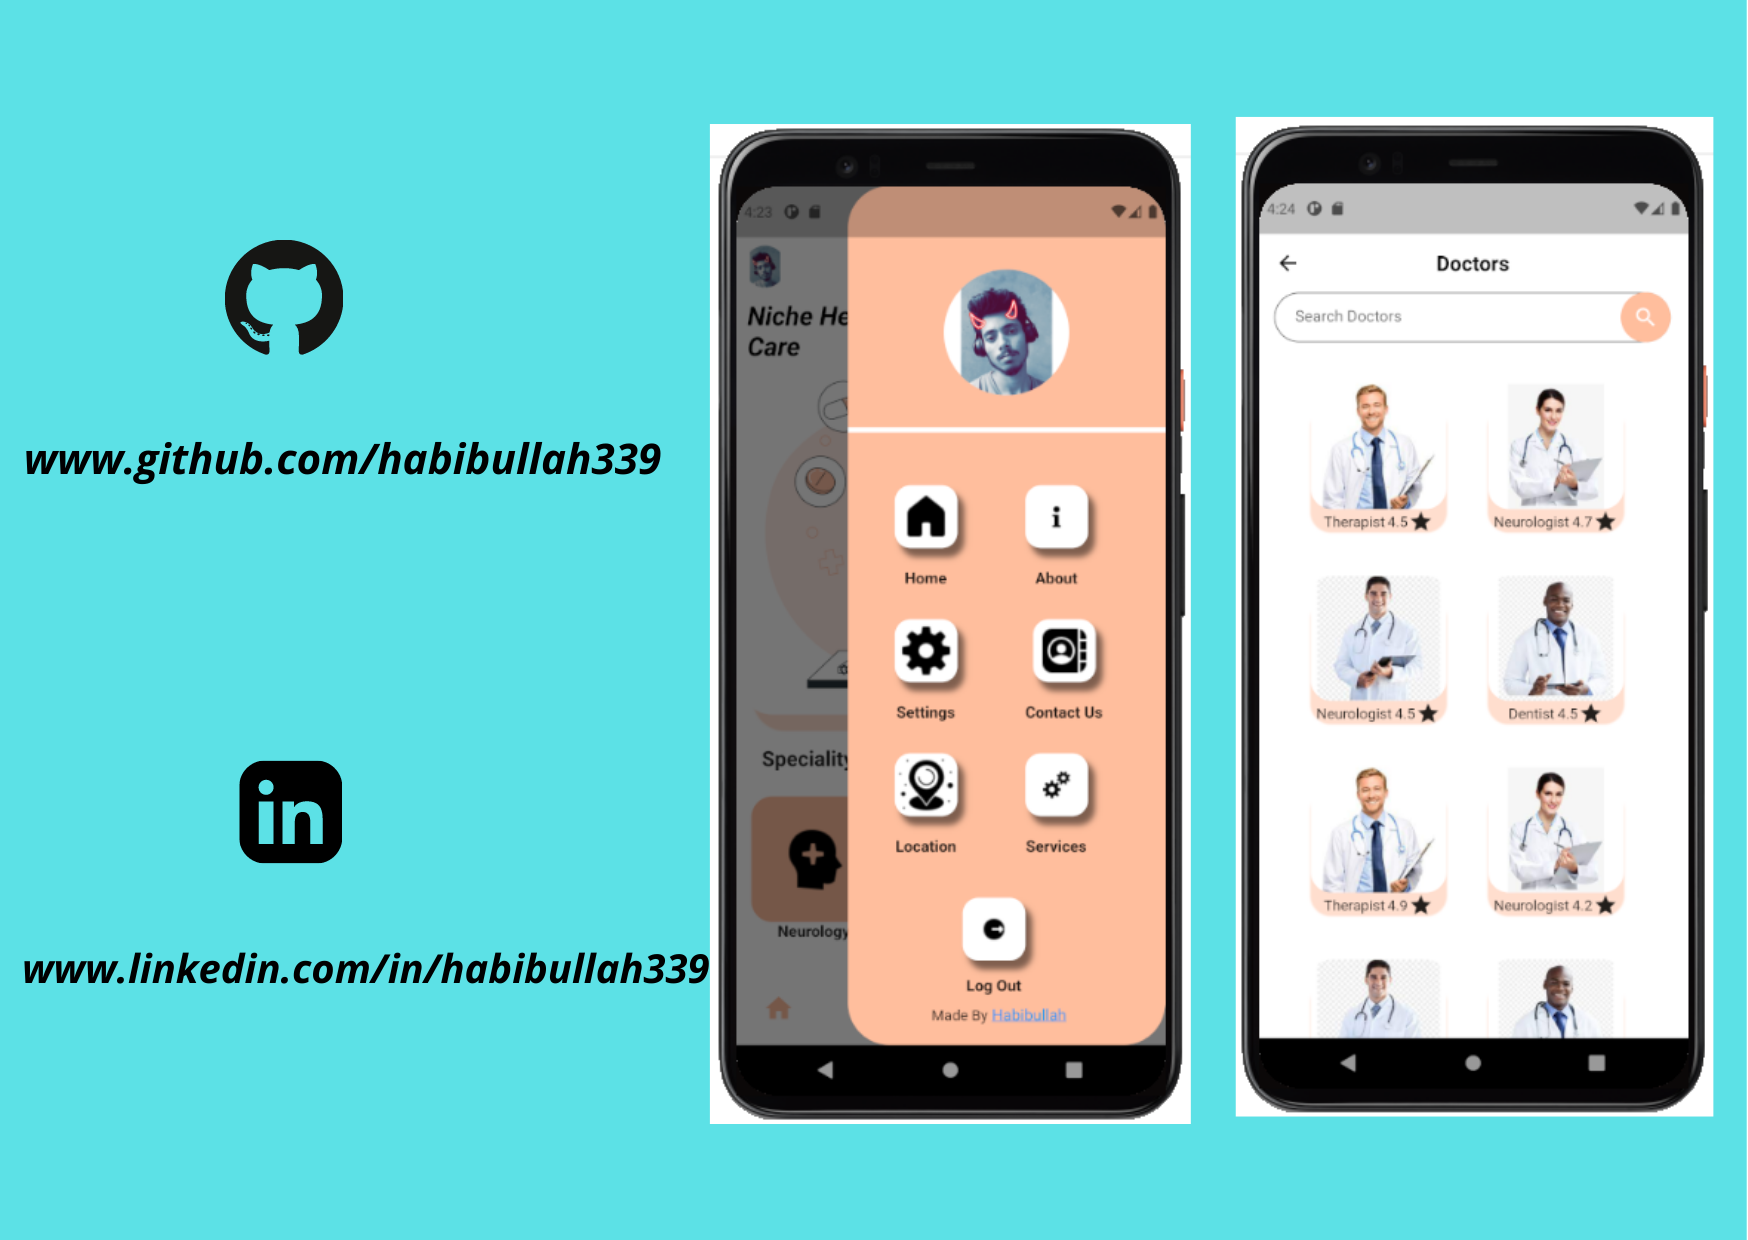 www.github.com/habibullah339
in
www.linkedin.com/in/habibullah339
4:23
Niche He
Care
Speciality
Neurology
Home
About
i
Settings
Contact Us
Location
Services
Log Out
Made By Habibullah
4:24
Doctors
Search Doctors
Therapist 4.5
Neurologist 4.7
Neurologist 4.5
Dentist 4.5
Therapist 4.9
Neurologist 4.2